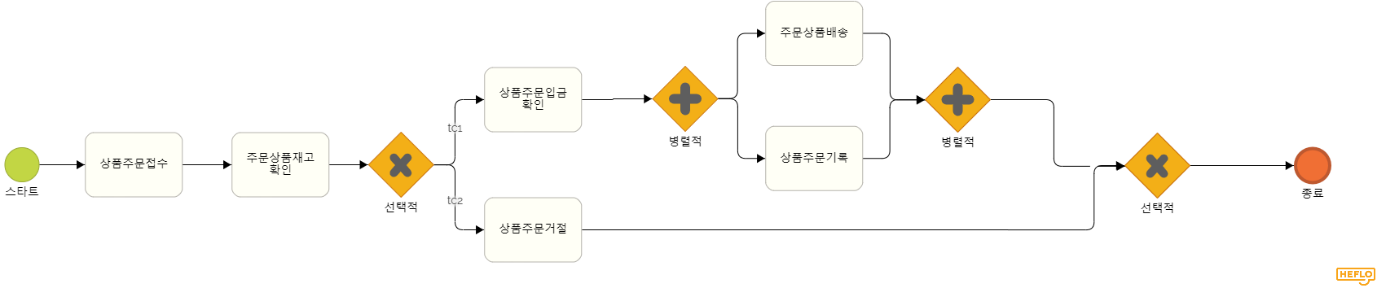 스타트
상품주문접수
주문상품재고
확인
선택적
tC1
tC2
상품주문입금
확인
상품주문거절
병렬적
주문상품배송
상품주문기록
병렬적
선택적
종료
HEFLO